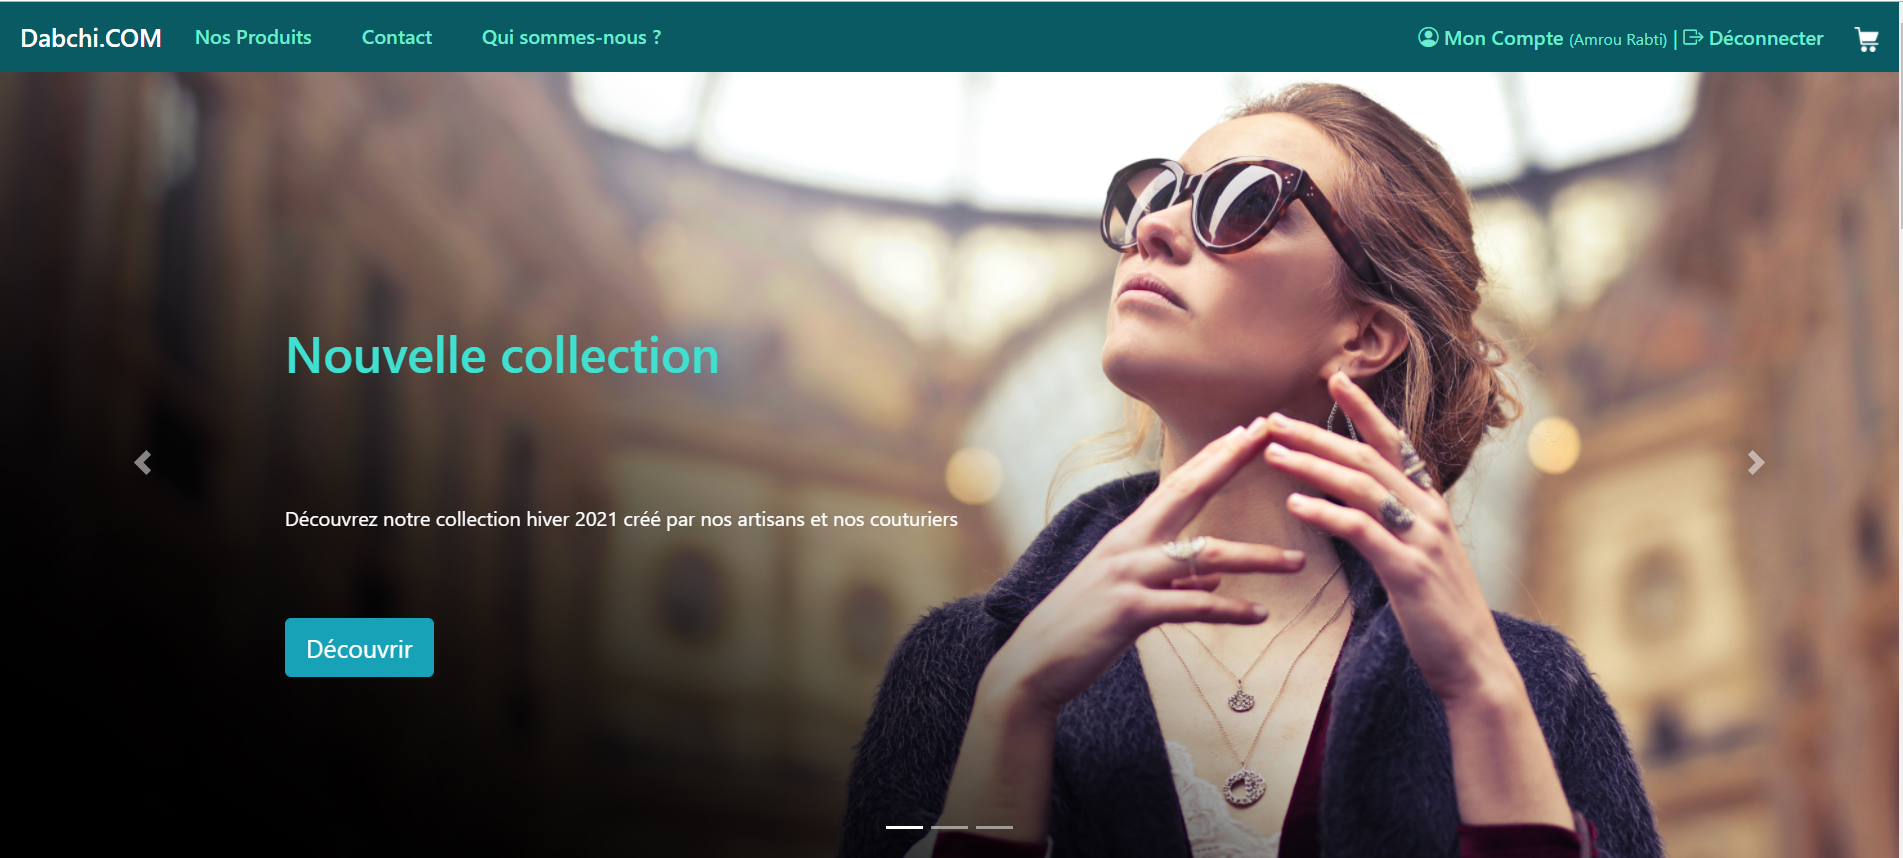 Dabchi.COM Nos Produits Contact Qui sommes-nous ? Mon Compte (Amrou Rabti) | Déconnecter
Nouvelle collection
Découvrez notre collection hiver 2021 créé par nos artisans et nos couturiers
Découvrir